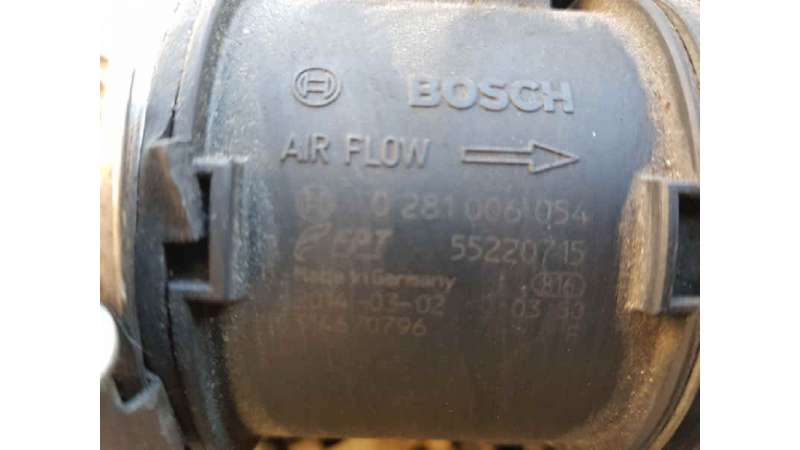 BOSCH
AIR FLOW
0 281 006 054
FPT 55220715
Made in Germany
2014-03-02